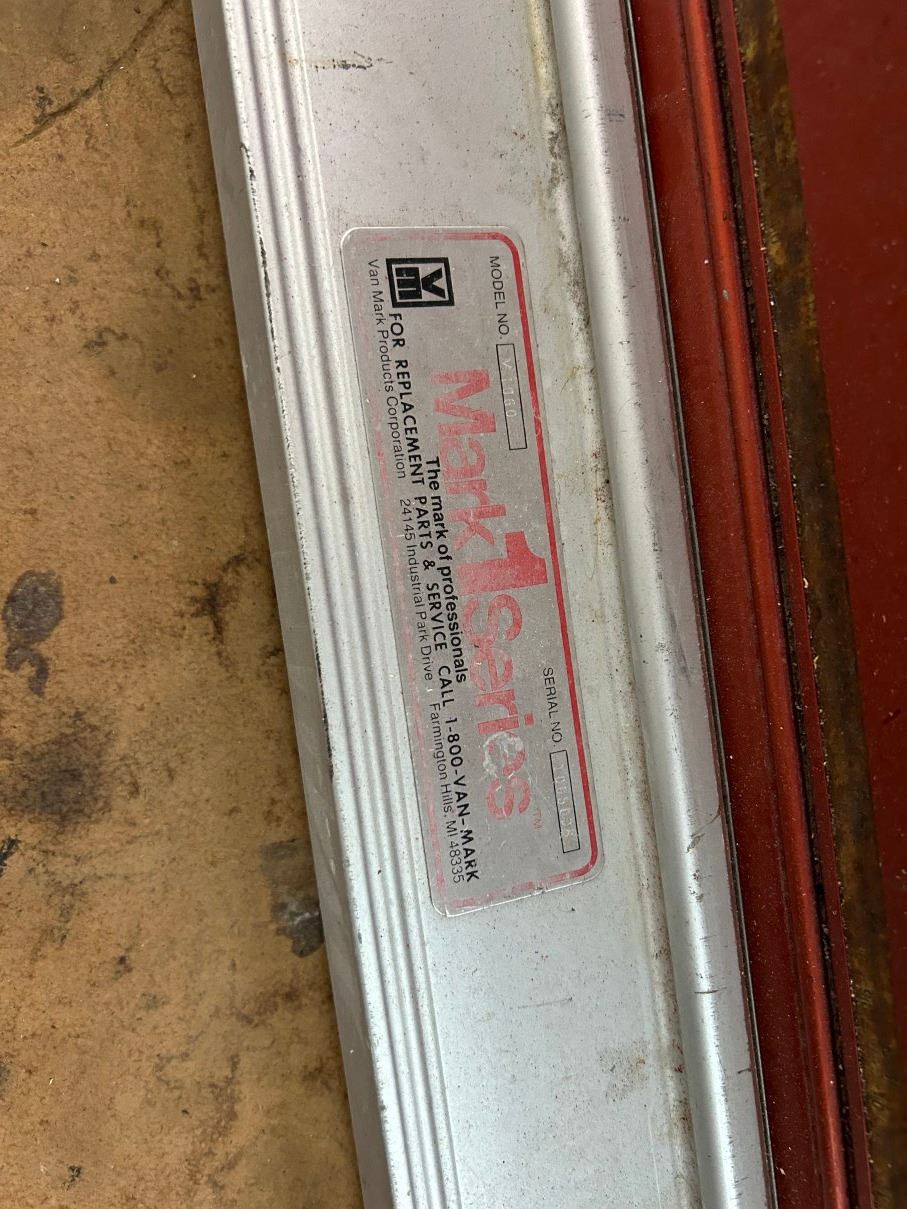 MODEL NO.
SERIAL NO.
Mark 1 Series™
The mark of professionals
FOR REPLACEMENT PARTS & SERVICE CALL 1-800-VAN-MARK
Van Mark Products Corporation 24145 Industrial Park Drive, Farmington Hills, MI 48335